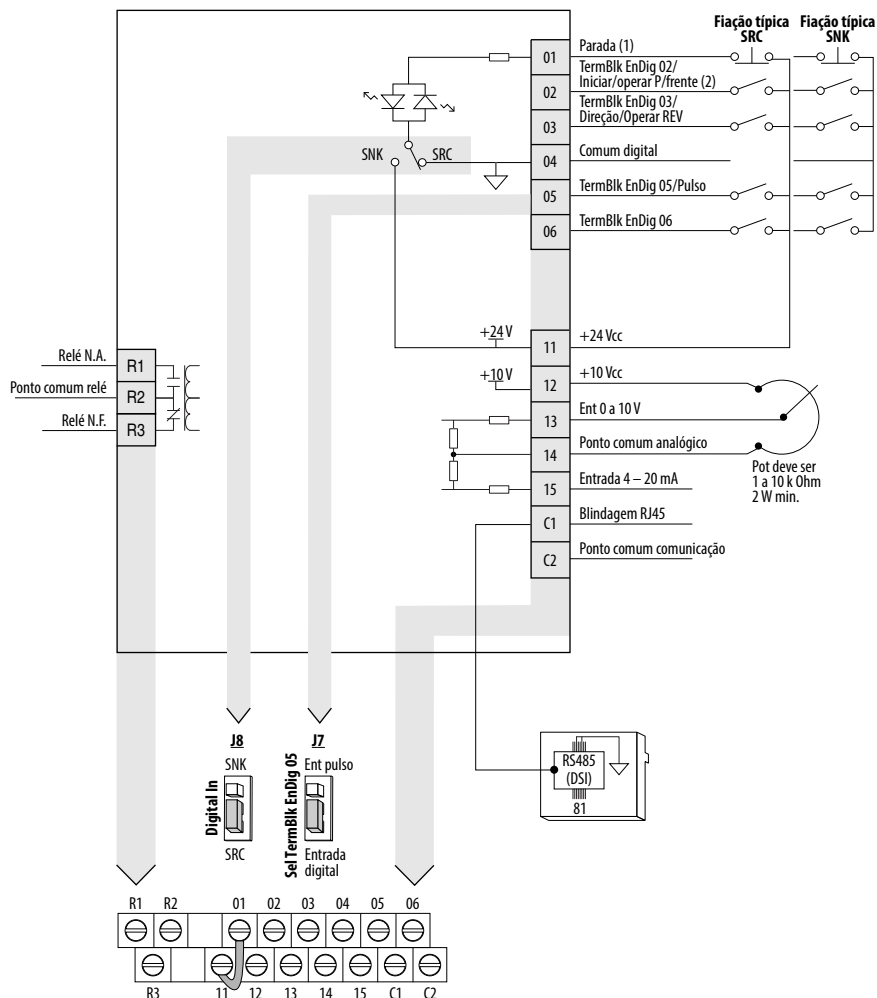 Fiação típica
SRC
Fiação típica
SNK
01
Parada (1)
02
TermBlk EnDig 02/
Iniciar/operar P/frente (2)
03
TermBlk EnDig 03/
Direção/Operar REV
SNK
SRC
04
Comum digital
05
TermBlk EnDig 05/Pulso
06
TermBlk EnDig 06
+24 V
11
+24 Vcc
+10 V
12
+10 Vcc
13
Ent 0 a 10 V
14
Ponto comum analógico
15
Entrada 4 – 20 mA
C1
Blindagem RJ45
C2
Ponto comum comunicação
Pot deve ser
1 a 10 k Ohm
2 W min.
Relé N.A.
R1
Ponto comum relé
R2
Relé N.F.
R3
J8
SNK
Digital In
SRC
J7
Ent pulso
Sel TermBlk EnDig 05
Entrada
digital
RS485
(DSI)
81
R1 R2 01 02 03 04 05 06
R3 11 12 13 14 15 C1 C2